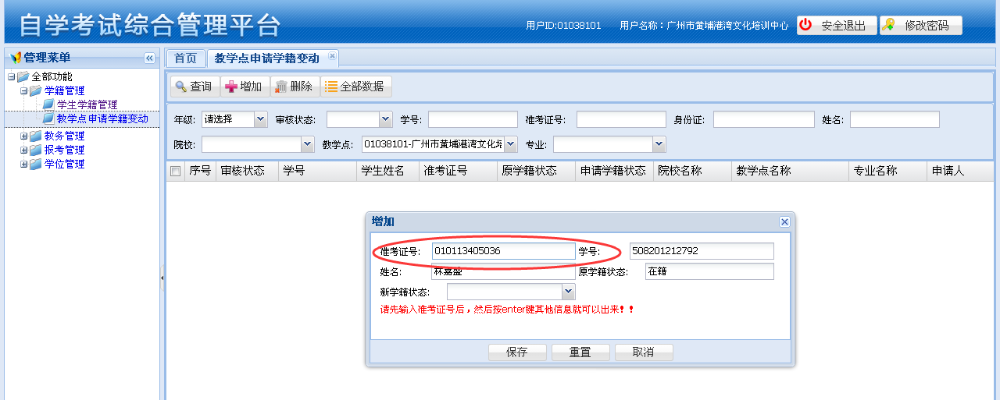 自学考试综合管理平台
用户ID:01038101 用户名称：广州市黄埔港湾文化培训中心 安全退出 修改密码
管理菜单
首页 教学点申请学籍变动
全部功能
学籍管理
学生学籍管理
教学点申请学籍变动
教务管理
报考管理
学位管理
查询 增加 删除 全部数据
年级: 请选择 审核状态: 学号: 准考证号: 身份证: 姓名:
院校: 教学点: 01038101-广州市黄埔港湾文化培 专业:
序号 审核状态 学号 学生姓名 准考证号 原学籍状态 申请学籍状态 院校名称 教学点名称 专业名称 申请人
增加
准考证号: 010113405036 学号: 508201212792
姓名: 林嘉盛 原学籍状态: 在籍
新学籍状态:
请先输入准考证号后，然后按enter键其他信息就可以出来！！
保存 重置 取消